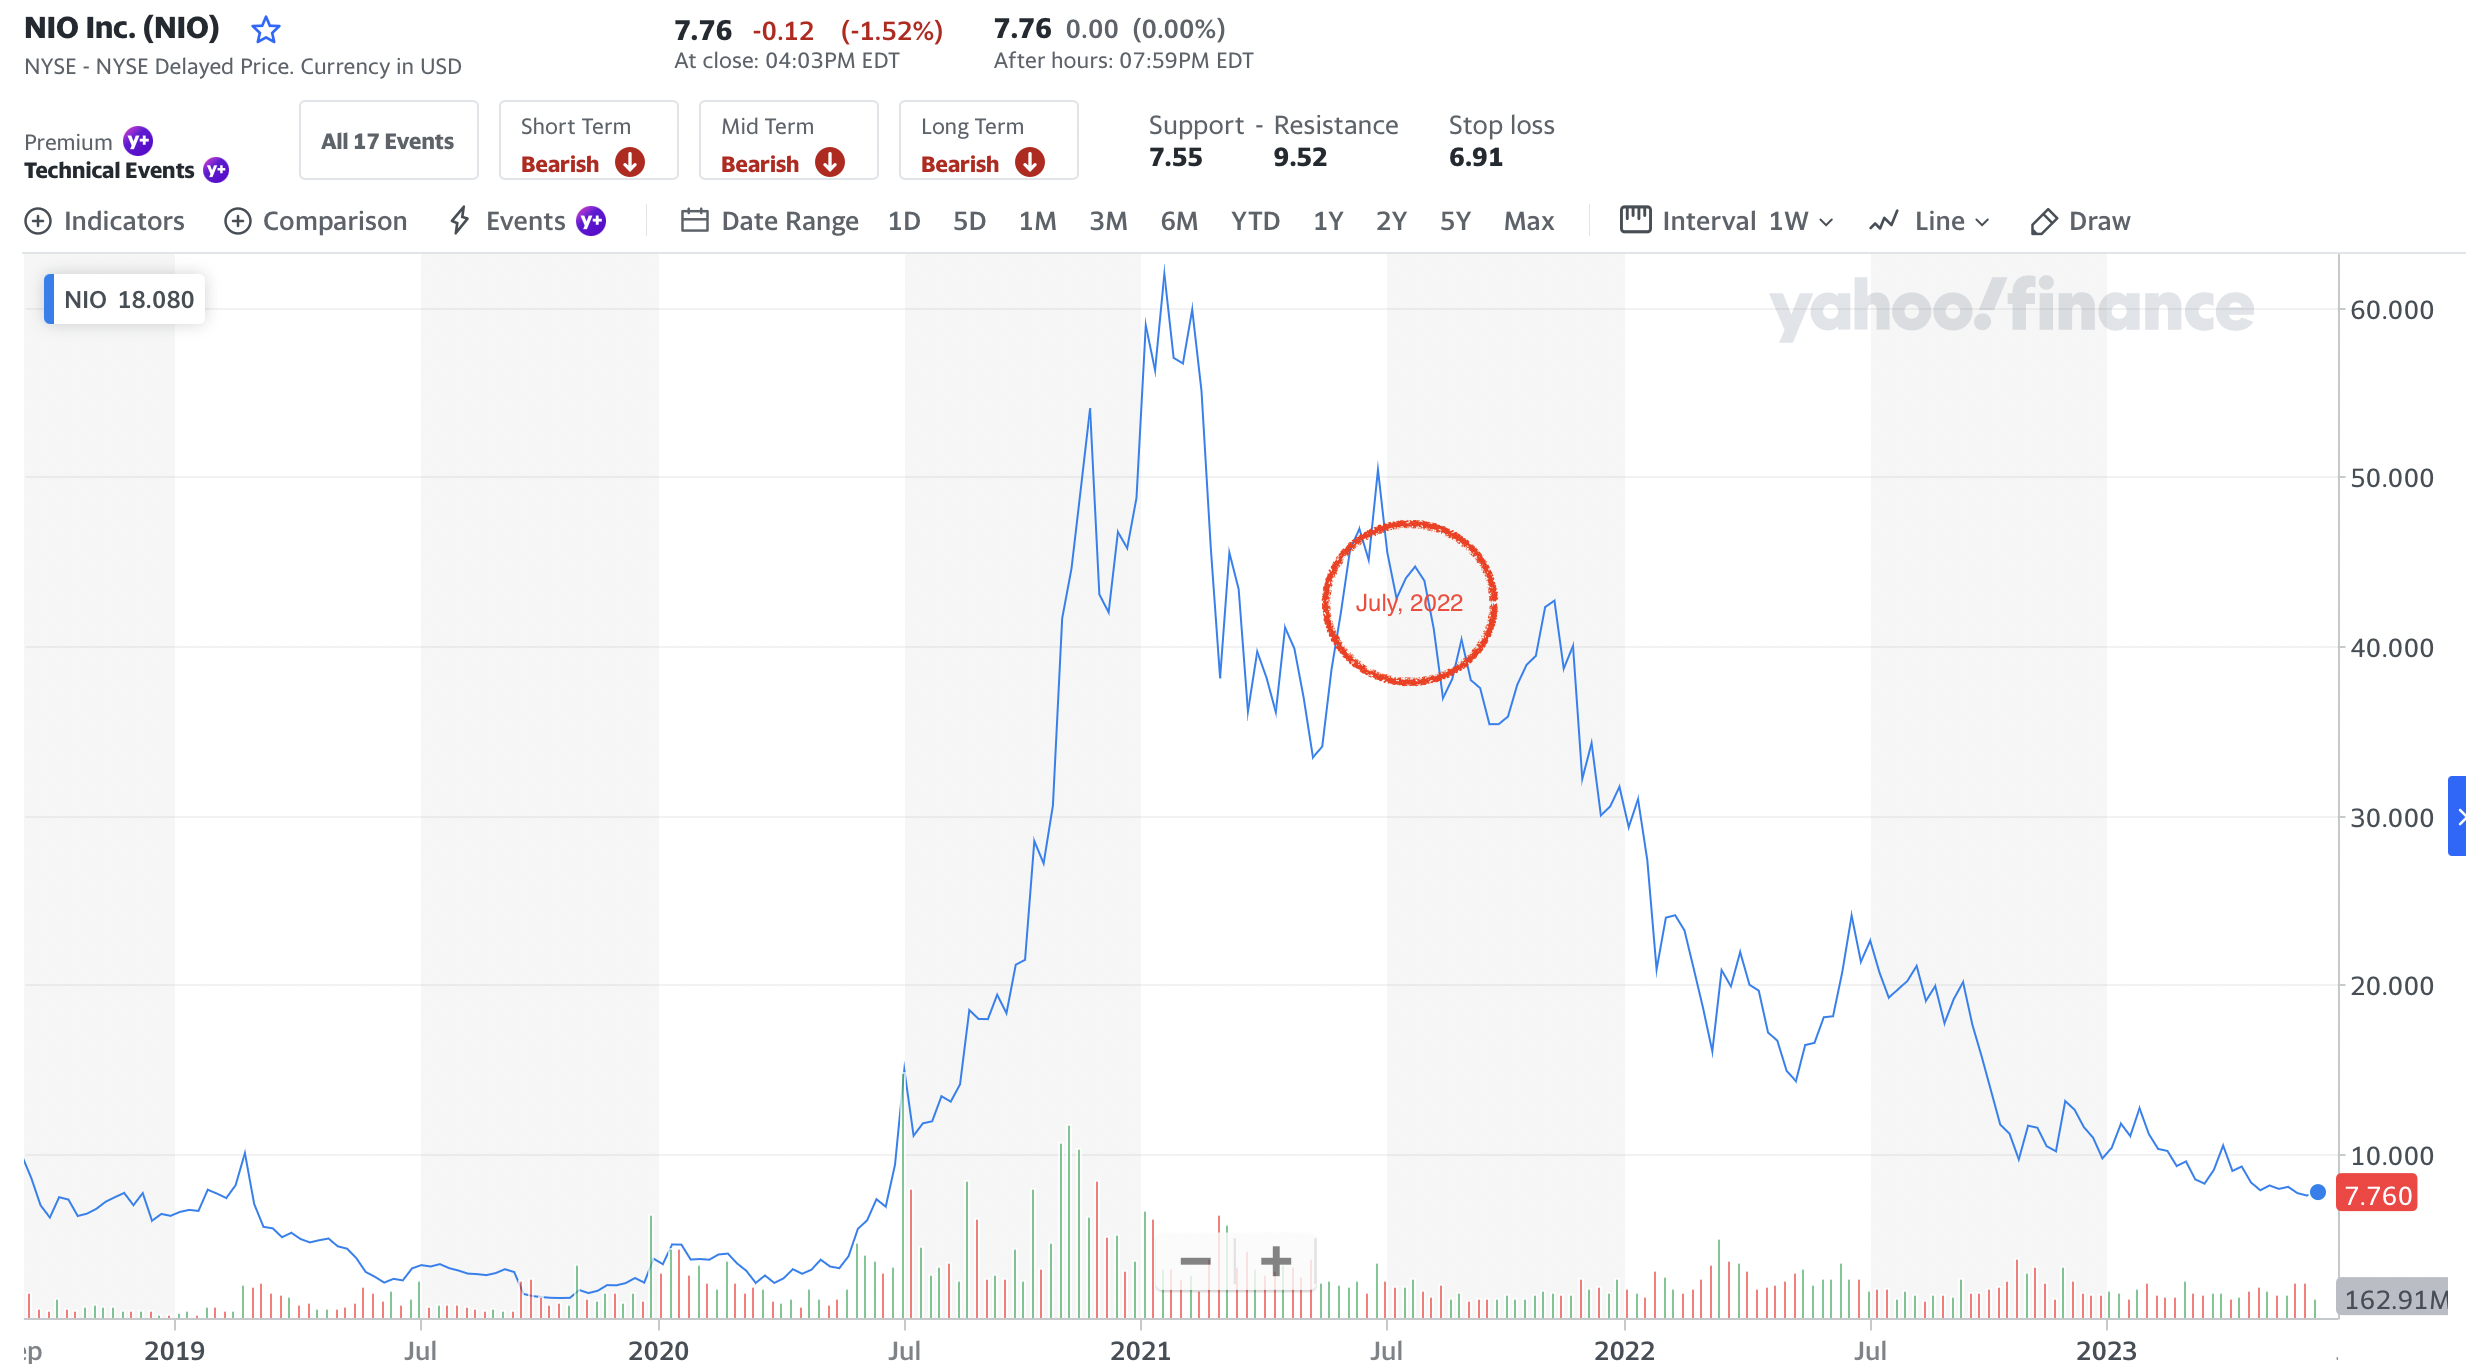 NIO Inc. (NIO)
NYSE - NYSE Delayed Price. Currency in USD
7.76 -0.12 (-1.52%)
At close: 04:03PM EDT
7.76 0.00 (0.00%)
After hours: 07:59PM EDT
Premium y+
Technical Events y+
All 17 Events
Short Term
Bearish
Mid Term
Bearish
Long Term
Bearish
Support - Resistance
7.55 9.52
Stop loss
6.91
Indicators Comparison Events y+ Date Range 1D 5D 1M 3M 6M YTD 1Y 2Y 5Y Max Interval 1W Line Draw
NIO 18.080
yahoo!finance
60.000
50.000
July, 2022
40.000
30.000
20.000
10.000
7.760
162.91M
ep 2019 Jul 2020 Jul 2021 Jul 2022 Jul 2023